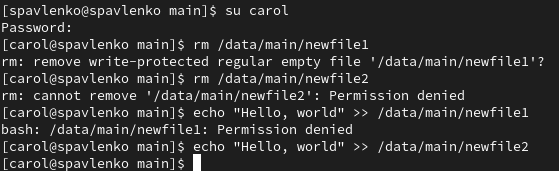 [spavlenko@spavlenko main]$ su carol
Password:
[carol@spavlenko main]$ rm /data/main/newfile1
rm: remove write-protected regular empty file '/data/main/newfile1'?
[carol@spavlenko main]$ rm /data/main/newfile2
rm: cannot remove '/data/main/newfile2': Permission denied
[carol@spavlenko main]$ echo "Hello, world" >> /data/main/newfile1
bash: /data/main/newfile1: Permission denied
[carol@spavlenko main]$ echo "Hello, world" >> /data/main/newfile2
[carol@spavlenko main]$